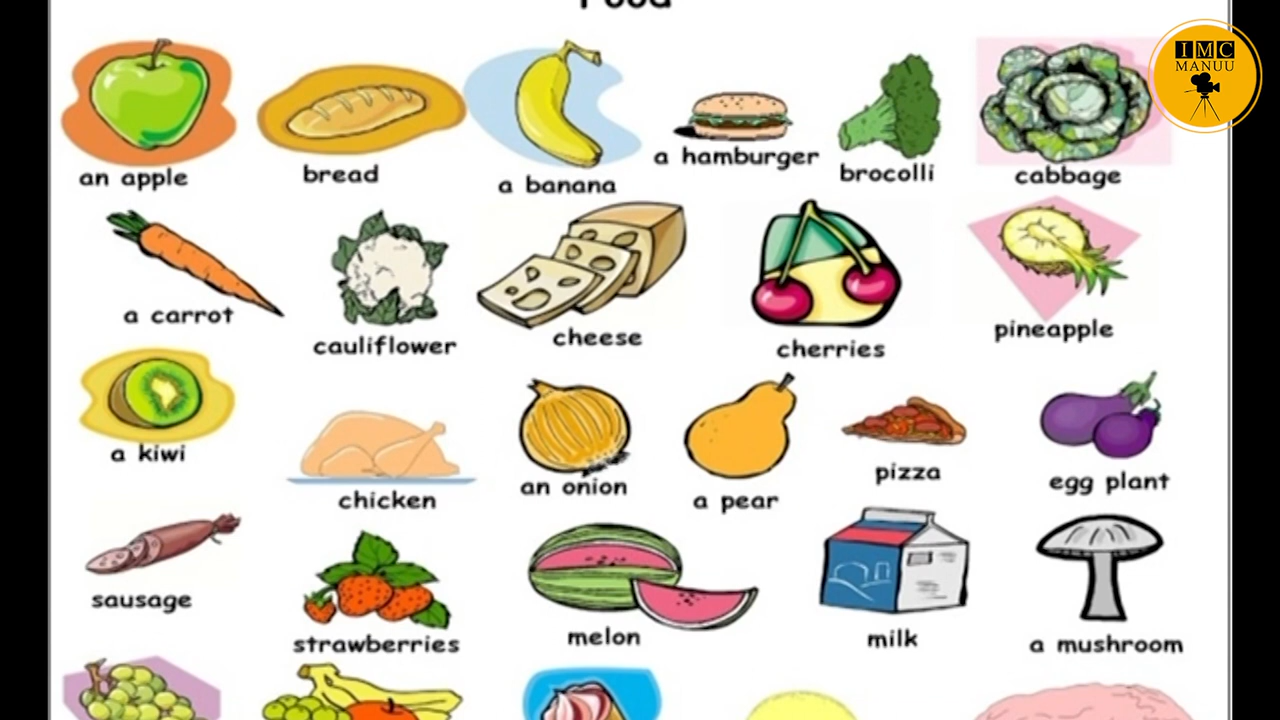 Food
IMC
MANUU
an apple
bread
a banana
a hamburger
brocolli
cabbage
a carrot
cauliflower
cheese
cherries
pineapple
a kiwi
chicken
an onion
a pear
pizza
egg plant
sausage
strawberries
melon
milk
a mushroom